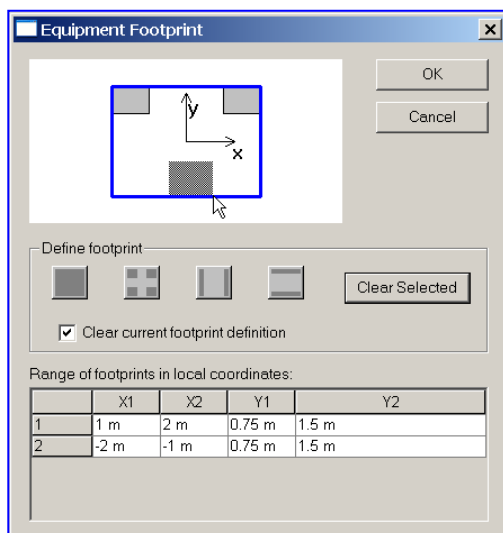 Equipment Footprint
OK
y
Cancel
x
Define footprint
Clear Selected
Clear current footprint definition
Range of footprints in local coordinates:
X1 X2 Y1 Y2
1 1 m 2 m 0.75 m 1.5 m
2 -2 m -1 m 0.75 m 1.5 m